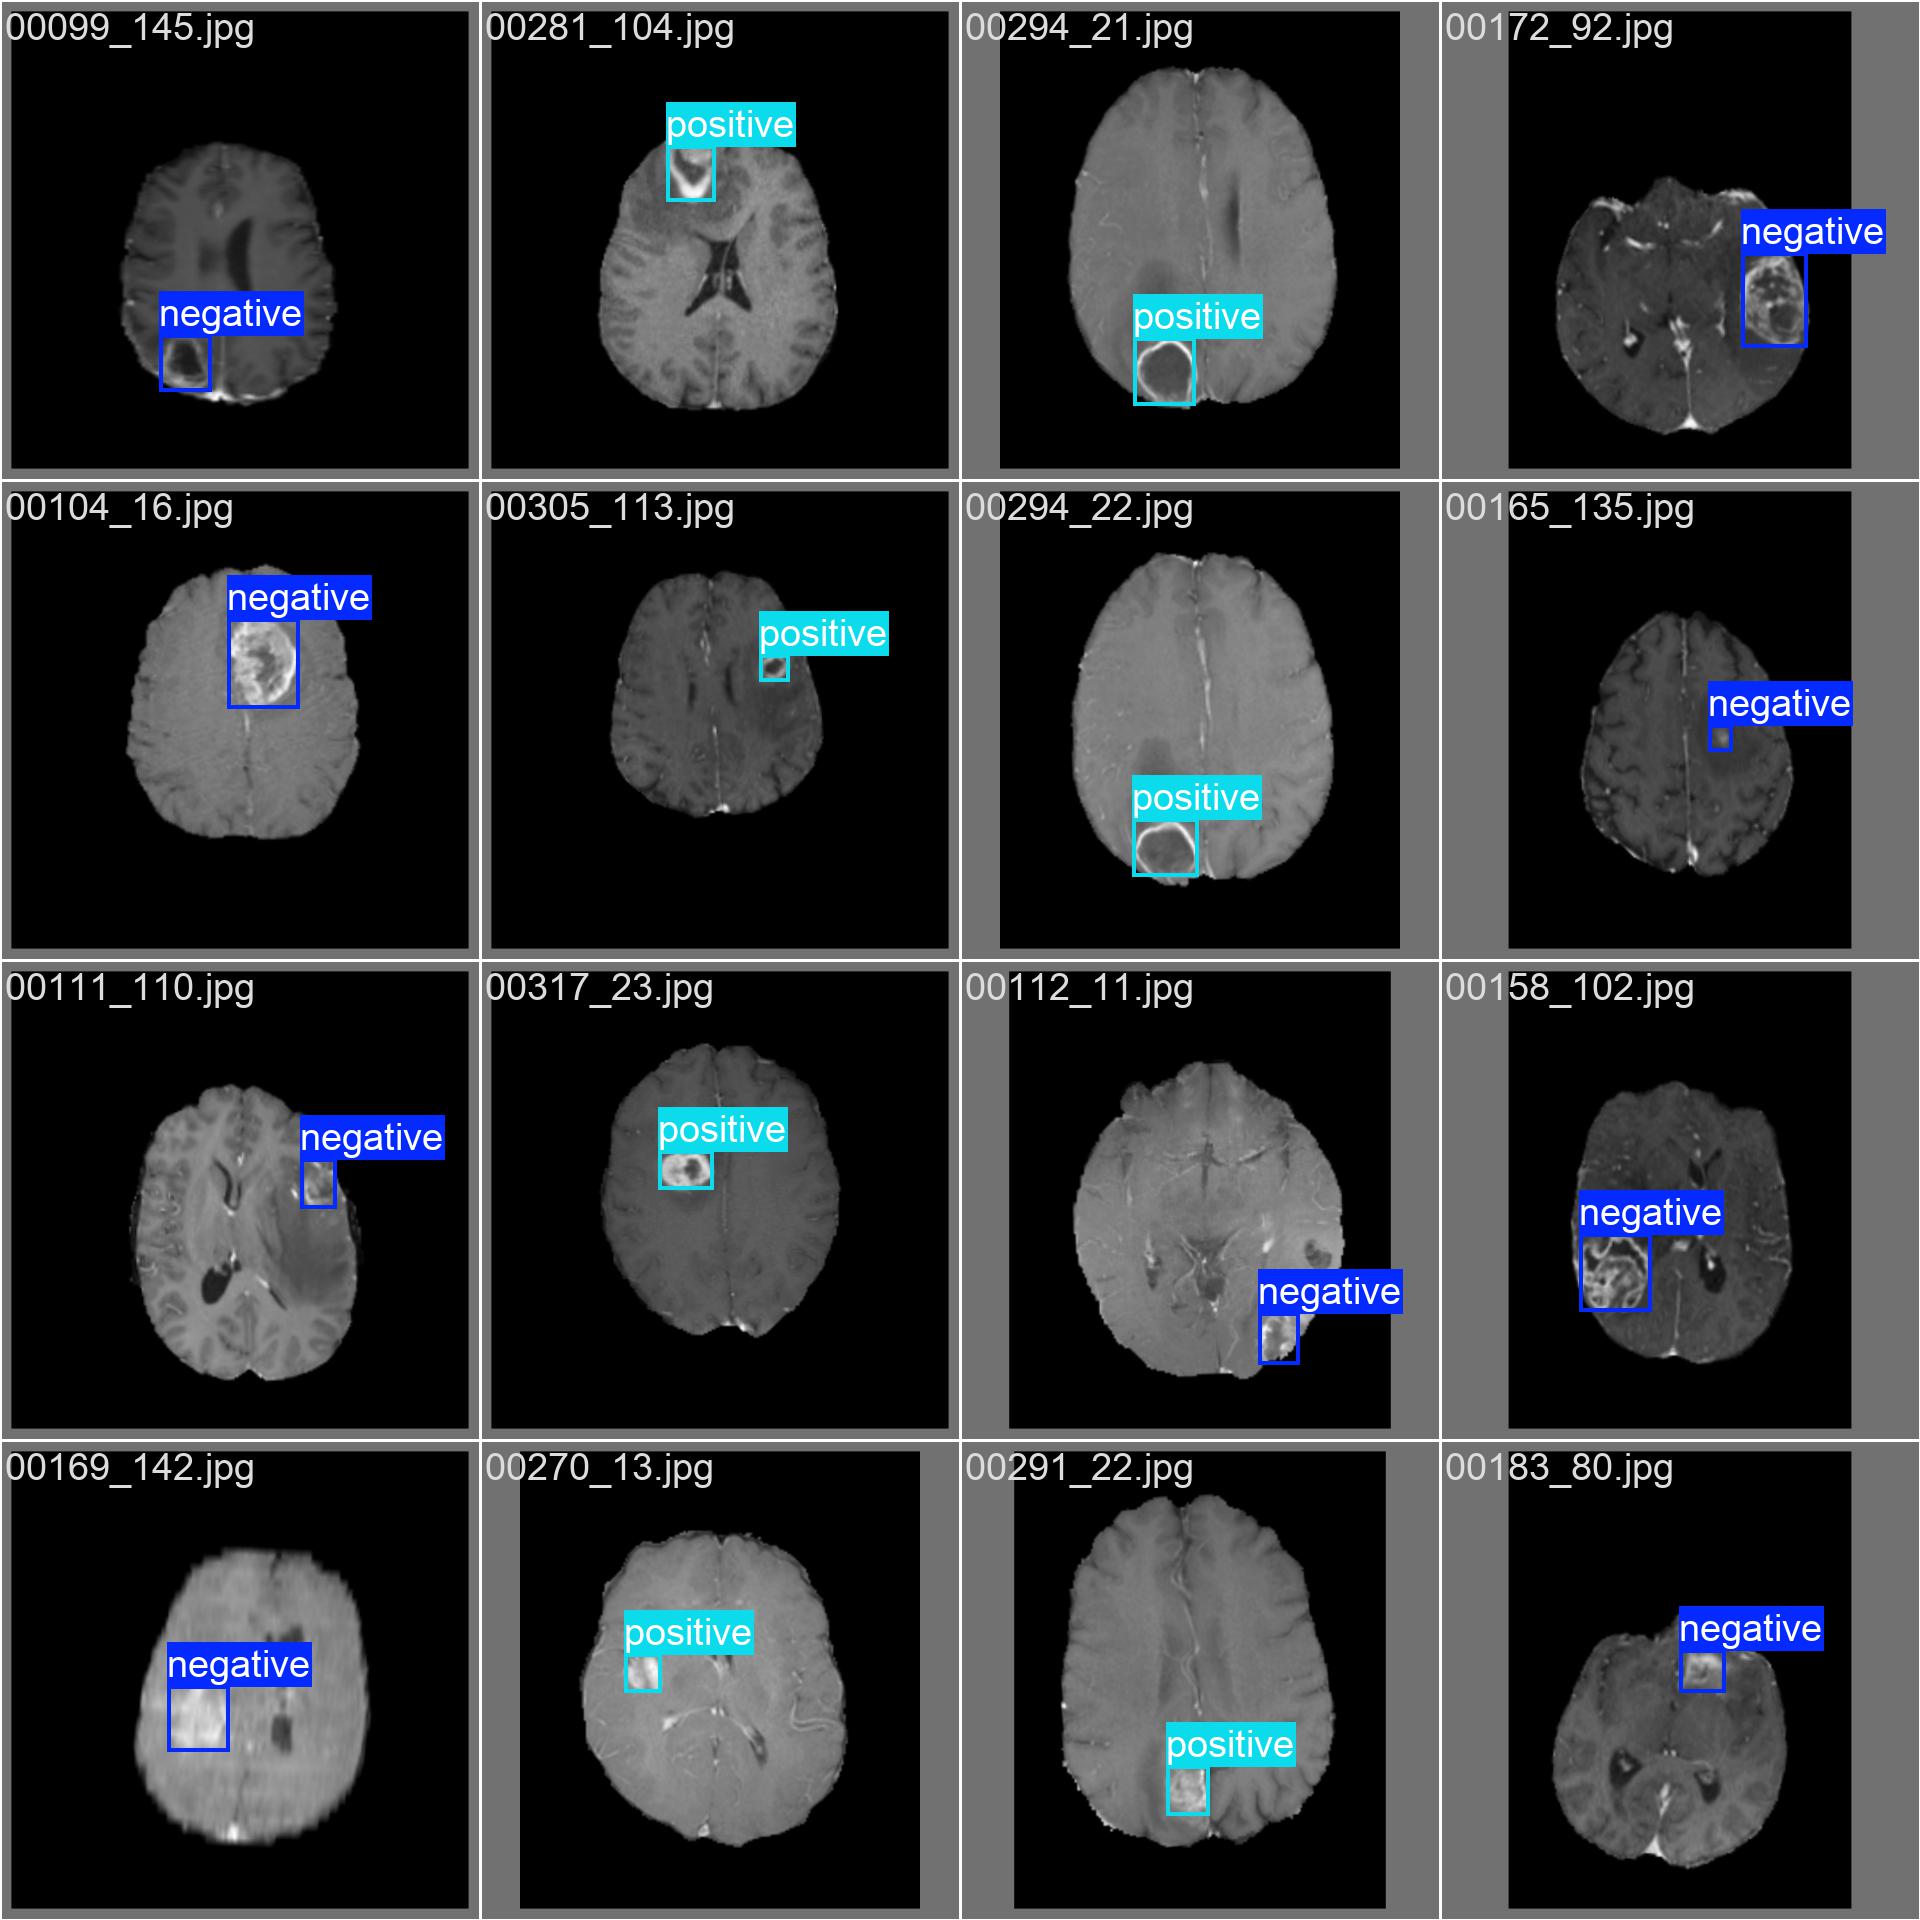 00099_145.jpg
negative
00281_104.jpg
positive
00294_21.jpg
positive
00172_92.jpg
negative
00104_16.jpg
negative
00305_113.jpg
positive
00294_22.jpg
positive
00165_135.jpg
negative
00111_110.jpg
negative
00317_23.jpg
positive
00112_11.jpg
negative
00158_102.jpg
negative
00169_142.jpg
negative
00270_13.jpg
positive
00291_22.jpg
positive
00183_80.jpg
negative